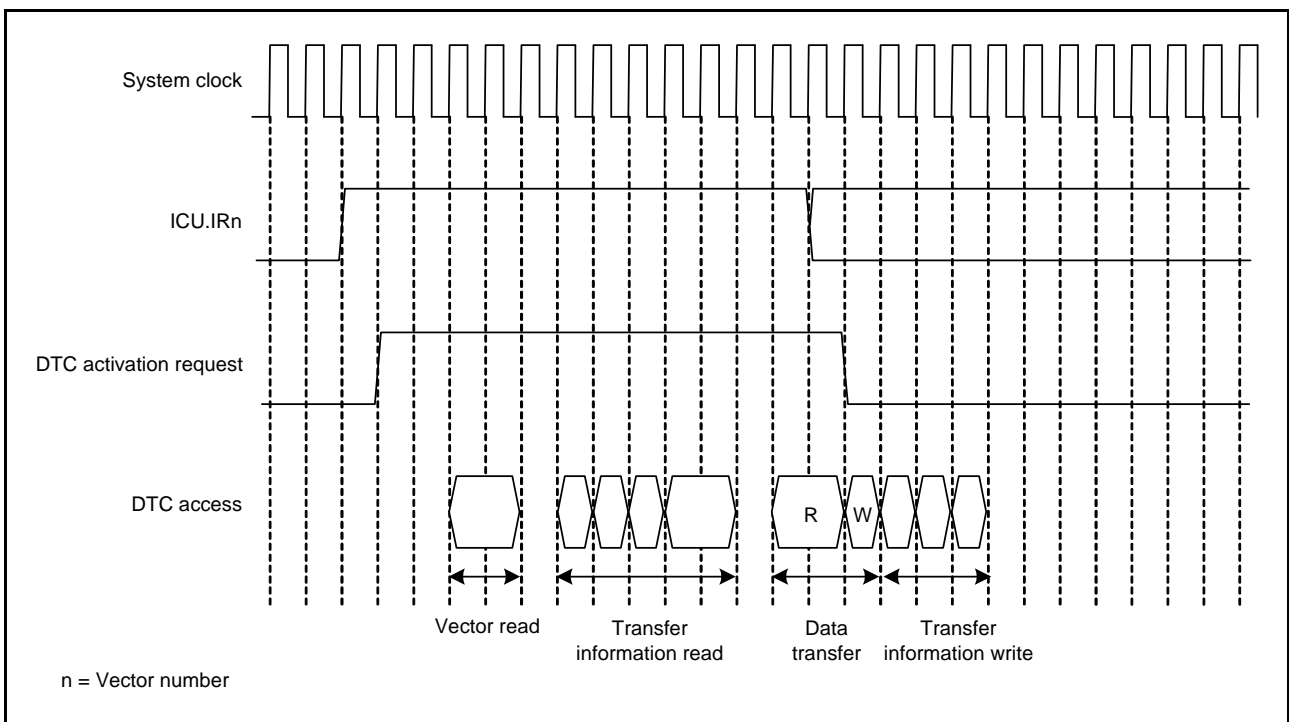 System clock
ICU.IRn
DTC activation request
DTC access
R
W
Vector read
Transfer
information read
Data
transfer
Transfer
information write
n = Vector number